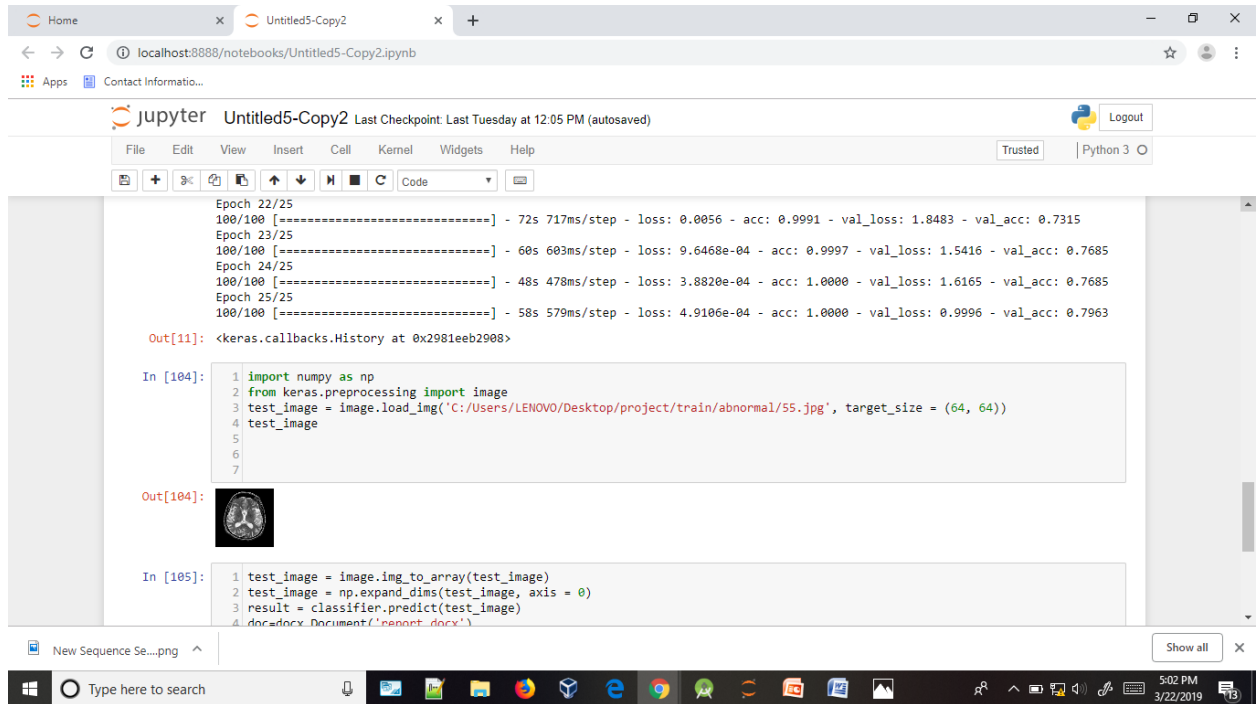 Home
Untitled5-Copy2
localhost:8888/notebooks/Untitled5-Copy2.ipynb
Apps Contact Informatio...
jupyter Untitled5-Copy2 Last Checkpoint: Last Tuesday at 12:05 PM (autosaved) Logout
File Edit View Insert Cell Kernel Widgets Help Trusted Python 3
Code
Epoch 22/25
100/100 [==============================] - 72s 717ms/step - loss: 0.0056 - acc: 0.9991 - val_loss: 1.8483 - val_acc: 0.7315
Epoch 23/25
100/100 [==============================] - 60s 603ms/step - loss: 9.6468e-04 - acc: 0.9997 - val_loss: 1.5416 - val_acc: 0.7685
Epoch 24/25
100/100 [==============================] - 48s 478ms/step - loss: 3.8820e-04 - acc: 1.0000 - val_loss: 1.6165 - val_acc: 0.7685
Epoch 25/25
100/100 [==============================] - 58s 579ms/step - loss: 4.9106e-04 - acc: 1.0000 - val_loss: 0.9996 - val_acc: 0.7963
Out[11]: <keras.callbacks.History at 0x2981eeb2908>
In [104]:
1 import numpy as np
2 from keras.preprocessing import image
3 test_image = image.load_img('C:/Users/LENOVO/Desktop/project/train/abnormal/55.jpg', target_size = (64, 64))
4 test_image
5
6
7
Out[104]:
In [105]:
1 test_image = image.img_to_array(test_image)
2 test_image = np.expand_dims(test_image, axis = 0)
3 result = classifier.predict(test_image)
4 doc=docx.Document('report.docx')
New Sequence Se....png Show all
Type here to search
5:02 PM
3/22/2019
13